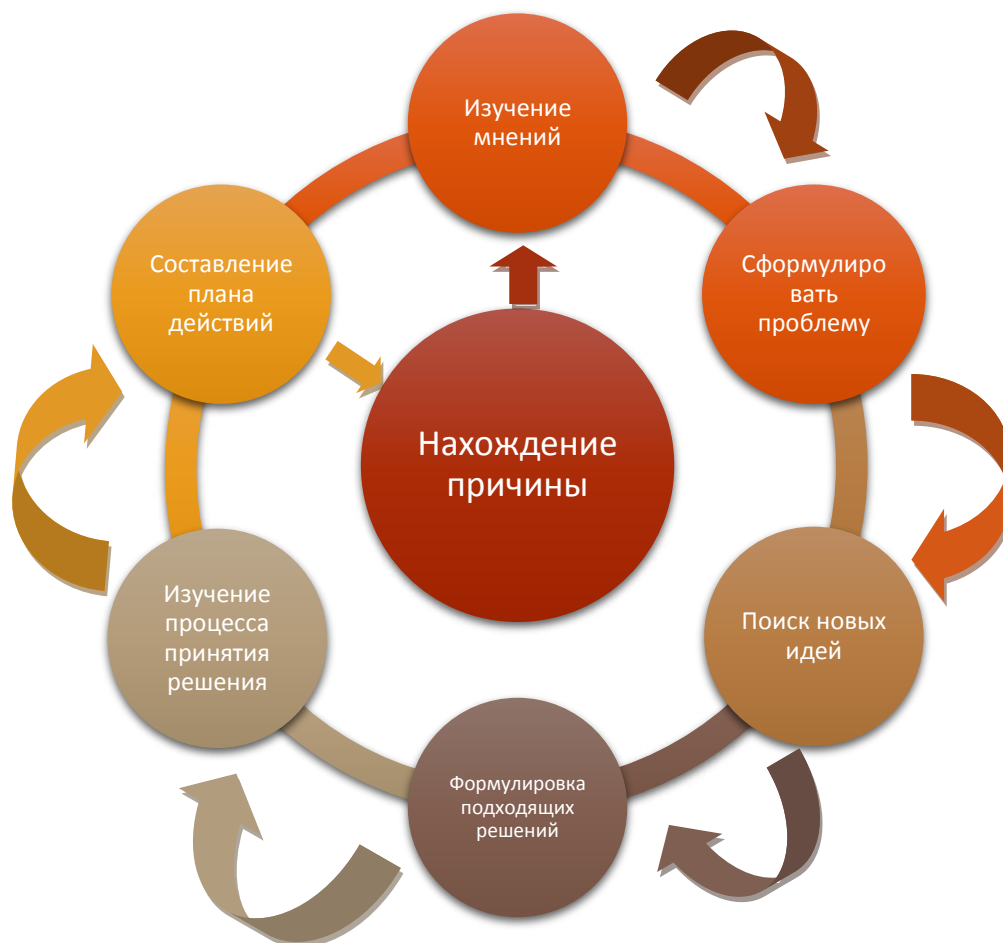 Изучение
мнений
Сформулиро
вать
проблему
Поиск новых
идей
Формулировка
подходящих
решений
Изучение
процесса
принятия
решения
Составление
плана
действий
Нахождение
причины